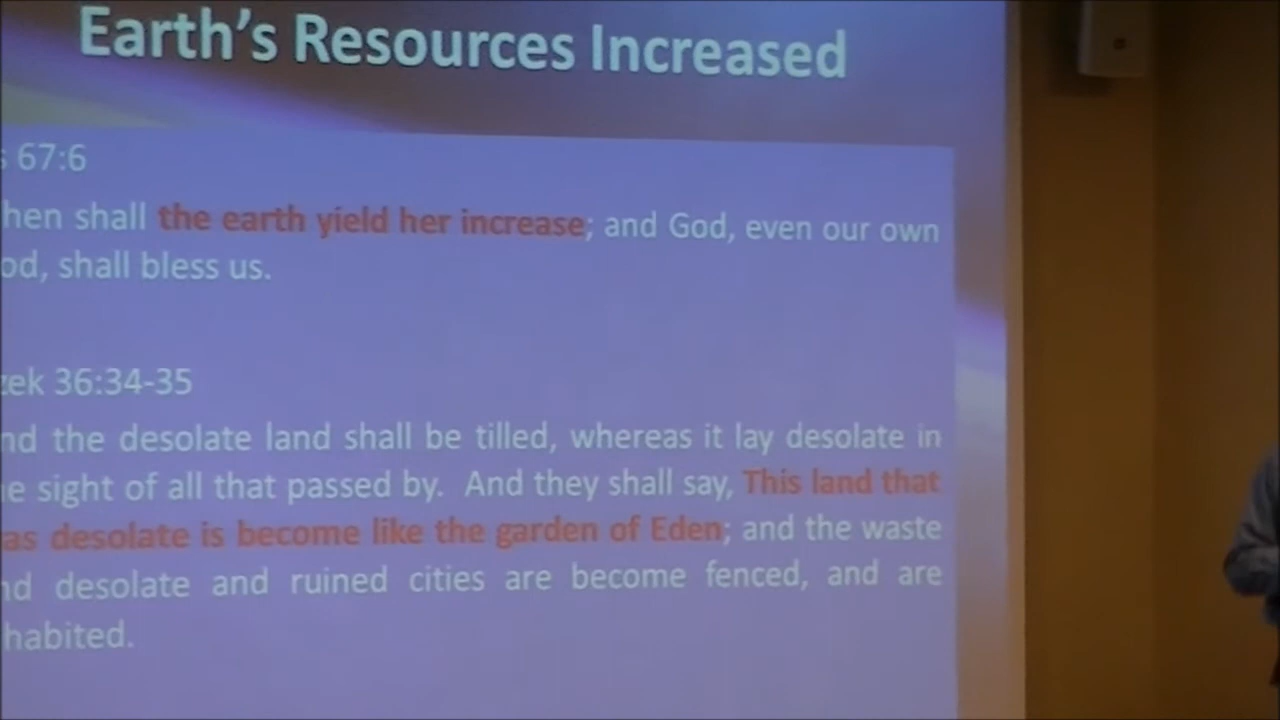 Earth's Resources Increased
s 67:6
hen shall the earth yield her increase; and God, even our own
od, shall bless us.
zek 36:34-35
nd the desolate land shall be tilled, whereas it lay desolate in
e sight of all that passed by. And they shall say, This land that
as desolate is become like the garden of Eden; and the waste
nd desolate and ruined cities are become fenced, and are
habited.